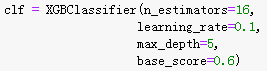 clf = XGBClassifier(n_estimators=16,
learning_rate=0.1,
max_depth=5,
base_score=0.6)